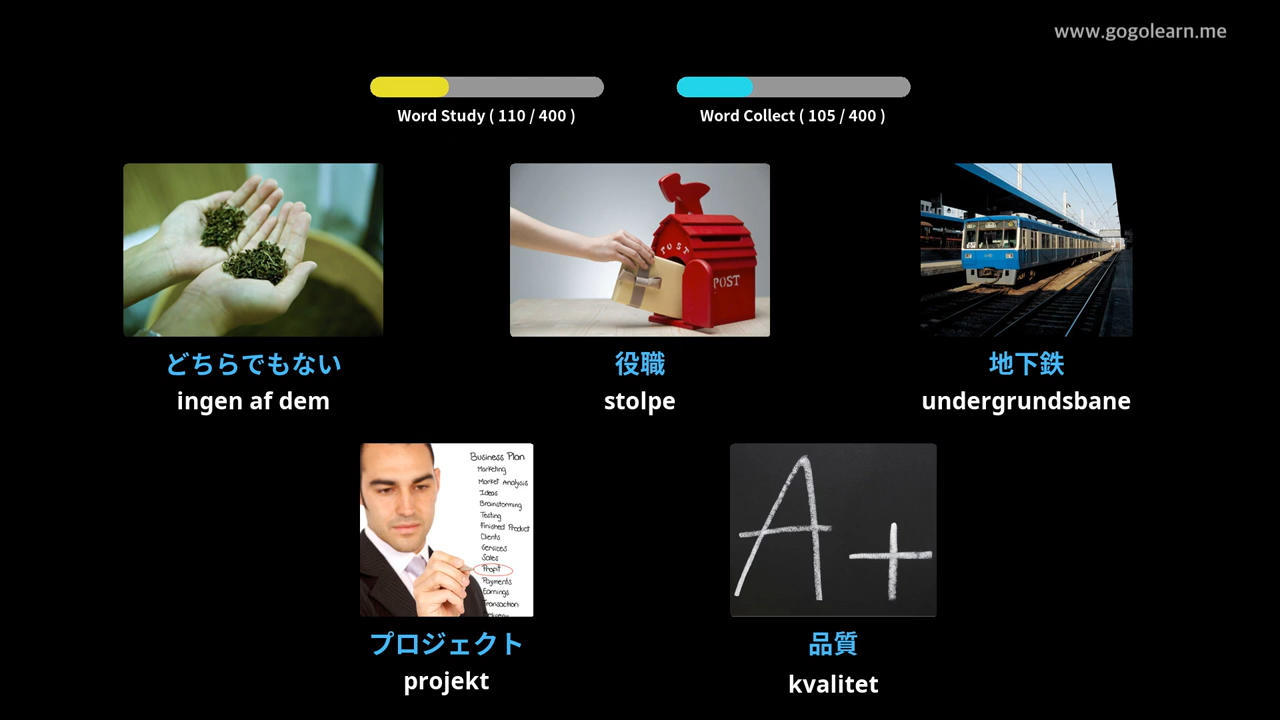 www.gogolearn.me
Word Study ( 110 / 400 )
Word Collect ( 105 / 400 )
POST
POST
どちらでもない
ingen af dem
役職
stolpe
地下鉄
undergrundsbane
Business Plan
Marketing
Market Analysis
Ideas
Brainstorming
Testing
Finished Product
Clients
Services
Sales
Profit
Payments
Earnings
Transaction
プロジェクト
projekt
A+
品質
kvalitet